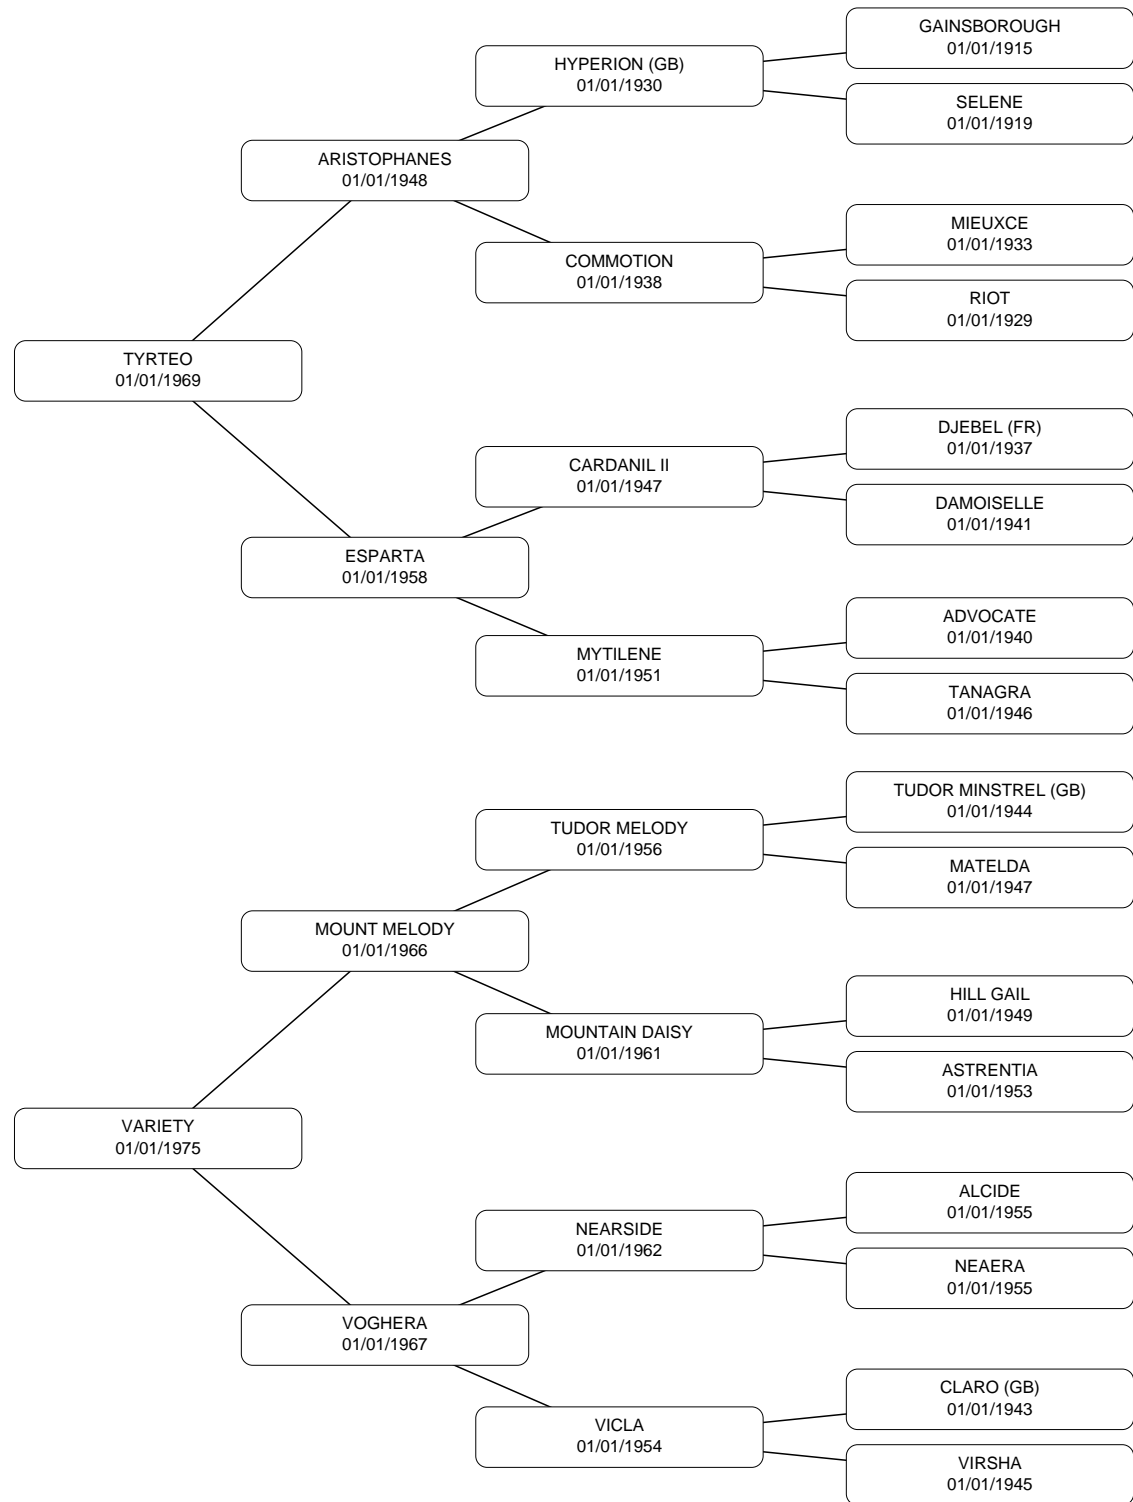 GAINSBOROUGH
01/01/1915
HYPERION (GB)
01/01/1930
SELENE
01/01/1919
ARISTOPHANES
01/01/1948
MIEUXCE
01/01/1933
COMMOTION
01/01/1938
RIOT
01/01/1929
TYRTEO
01/01/1969
DJEBEL (FR)
01/01/1937
CARDANIL II
01/01/1947
DAMOISELLE
01/01/1941
ESPARTA
01/01/1958
ADVOCATE
01/01/1940
MYTILENE
01/01/1951
TANAGRA
01/01/1946
TUDOR MINSTREL (GB)
01/01/1944
TUDOR MELODY
01/01/1956
MATELDA
01/01/1947
MOUNT MELODY
01/01/1966
HILL GAIL
01/01/1949
MOUNTAIN DAISY
01/01/1961
ASTRENTIA
01/01/1953
VARIETY
01/01/1975
ALCIDE
01/01/1955
NEARSIDE
01/01/1962
NEAERA
01/01/1955
VOGHERA
01/01/1967
CLARO (GB)
01/01/1943
VICLA
01/01/1954
VIRSHA
01/01/1945